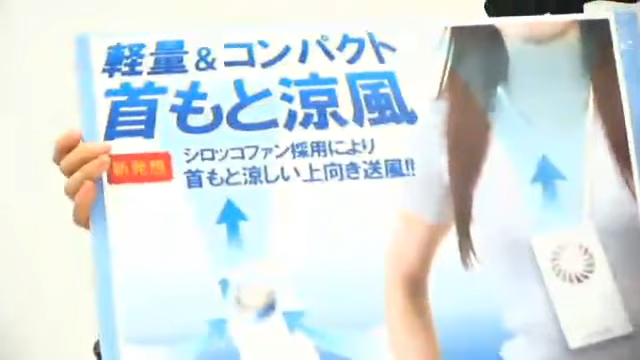 軽量&コンパクト
首もと涼風
新発想
シロッコファン採用により
首もと涼しい上向き送風!!